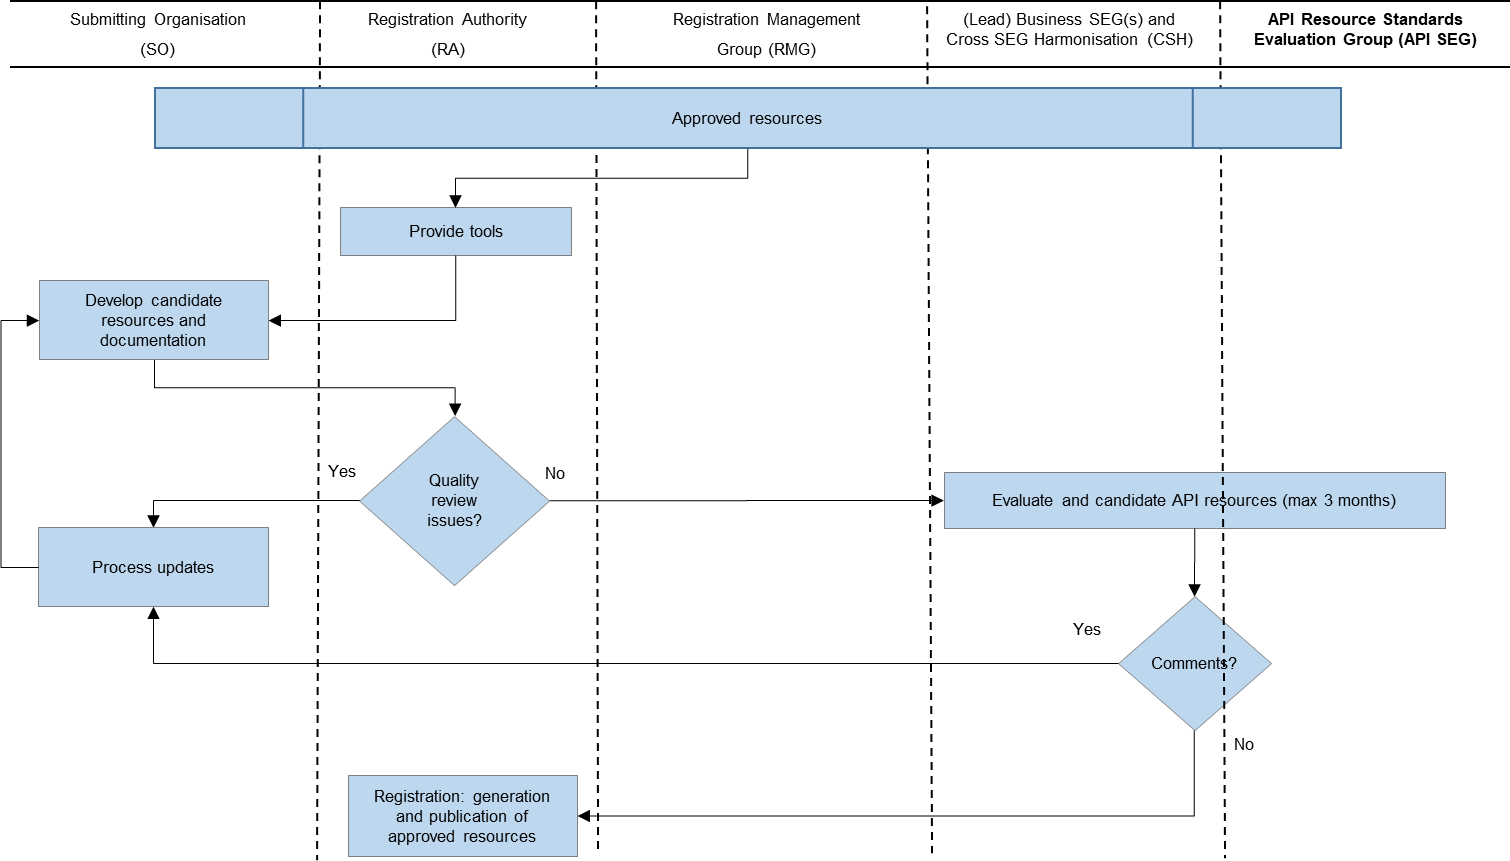 Submitting Organisation
(SO)
Registration Authority
(RA)
Registration Management
Group (RMG)
(Lead) Business SEG(s) and
Cross SEG Harmonisation (CSH)
API Resource Standards
Evaluation Group (API SEG)
Approved resources
Provide tools
Develop candidate
resources and
documentation
Yes
Quality
review
issues?
No
Evaluate and candidate API resources (max 3 months)
Process updates
Yes
Comments?
No
Registration: generation
and publication of
approved resources